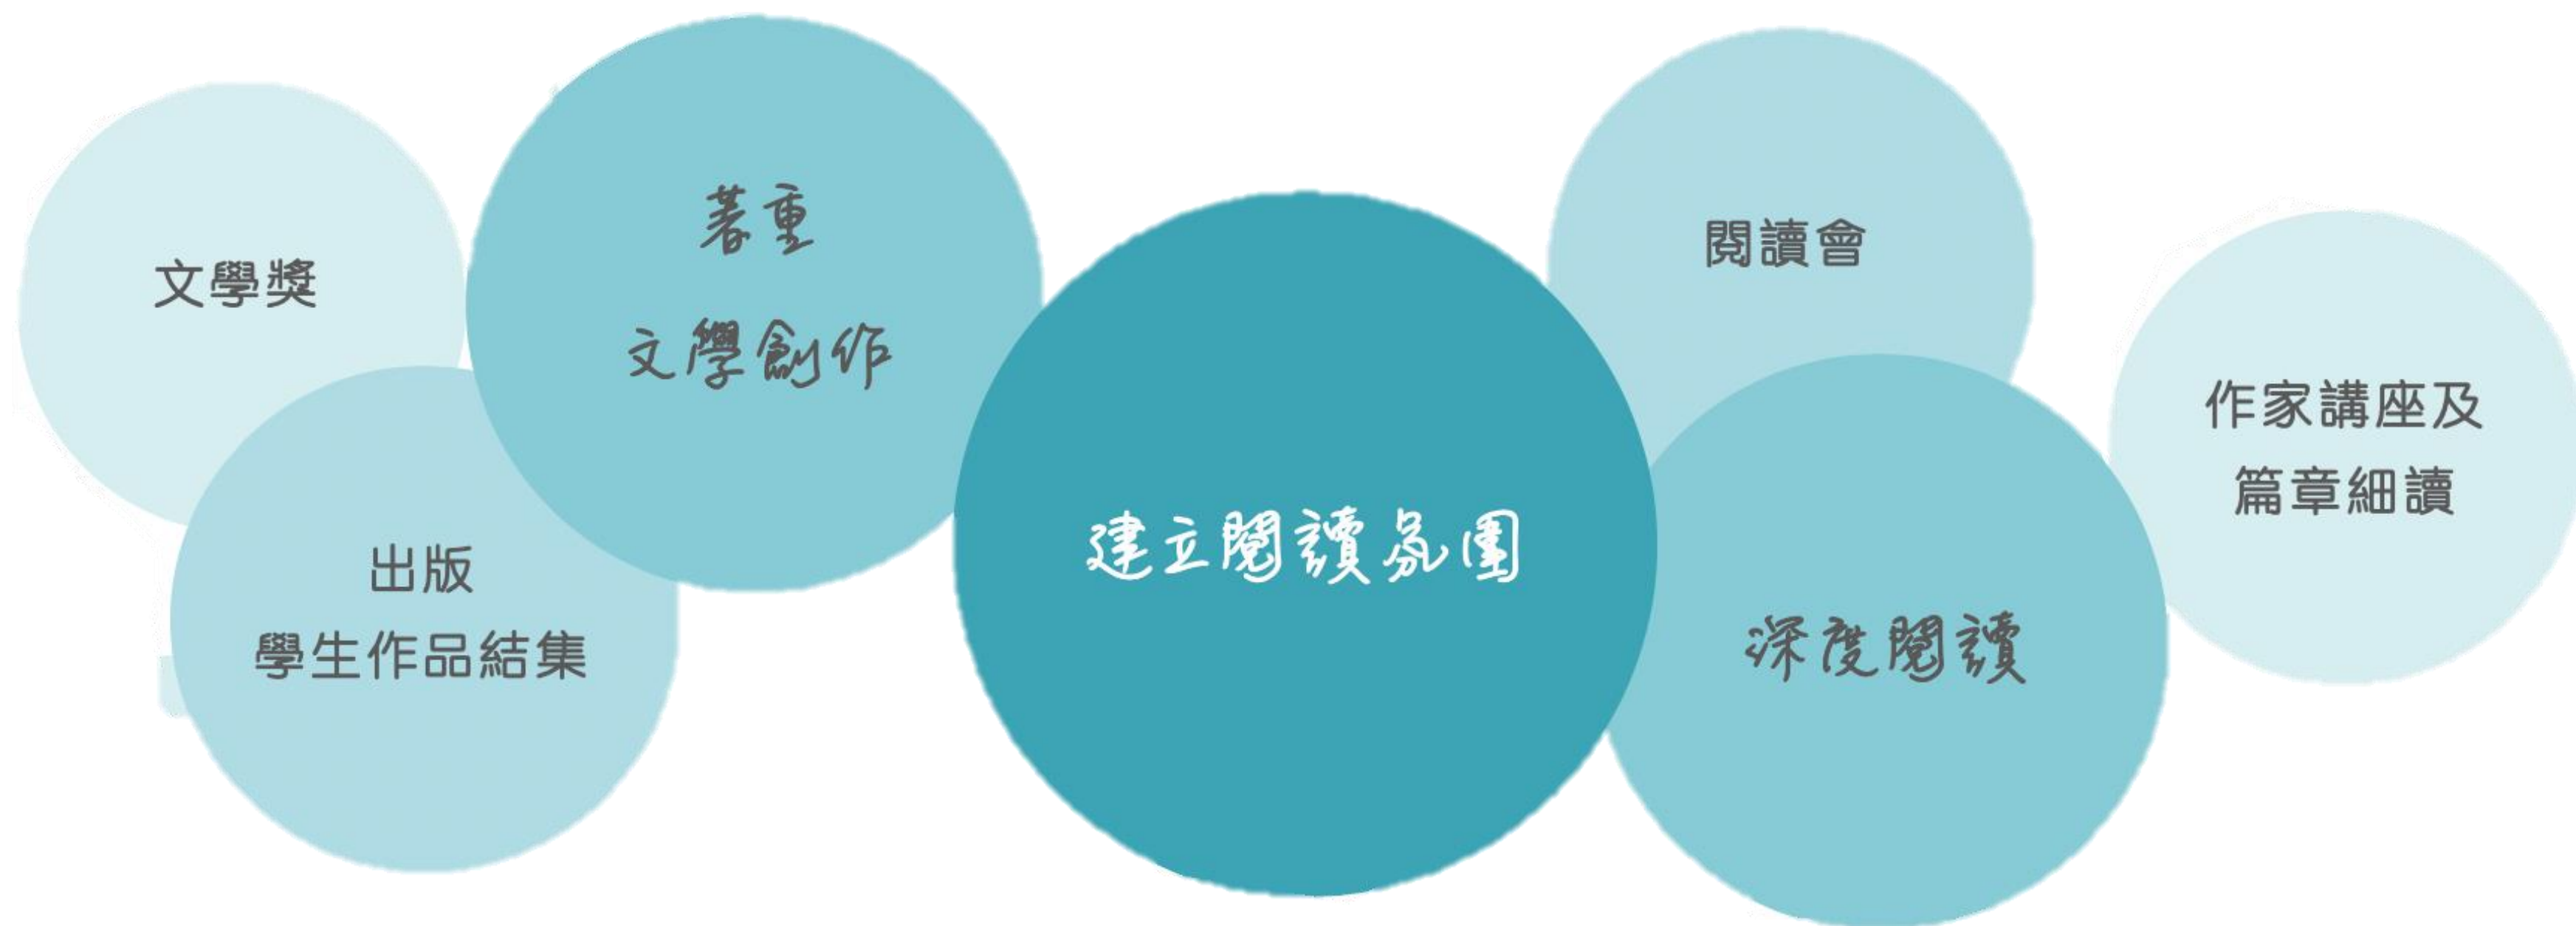 文學獎
出版
學生作品結集
著重
文學創作
建立閱讀氛圍
閱讀會
深度閱讀
作家講座及
篇章細讀